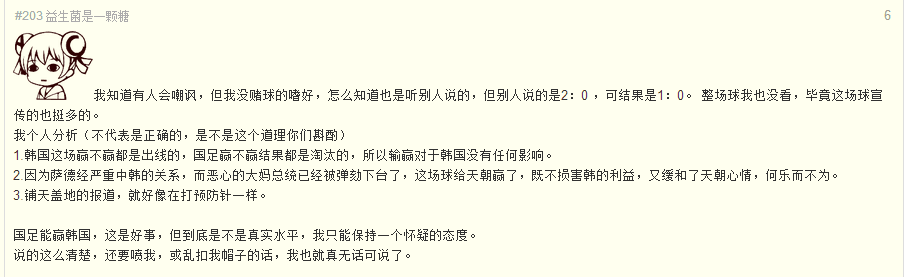 #203 益生菌是一颗糖
6
我知道有人会嘲讽，但我没赌球的嗜好，怎么知道也是听别人说的，但别人说的是2：0 ，可结果是1：0。 整场球我也没看，毕竟这场球宣
传的也挺多的。
我个人分析（不代表是正确的，是不是这个道理你们斟酌）
1.韩国这场赢不赢都是出线的，国足赢不赢结果都是淘汰的，所以输赢对于韩国没有任何影响。
2.因为萨德经严重中韩的关系，而恶心的大妈总统已经被弹劾下台了，这场球给天朝赢了，既不损害韩的利益，又缓和了天朝心情，何乐而不为。
3.铺天盖地的报道，就好像在打预防针一样。
国足能赢韩国，这是好事，但到底是不是真实水平，我只能保持一个怀疑的态度。
说的这么清楚，还要喷我，或乱扣我帽子的话，我也就真无话可说了。